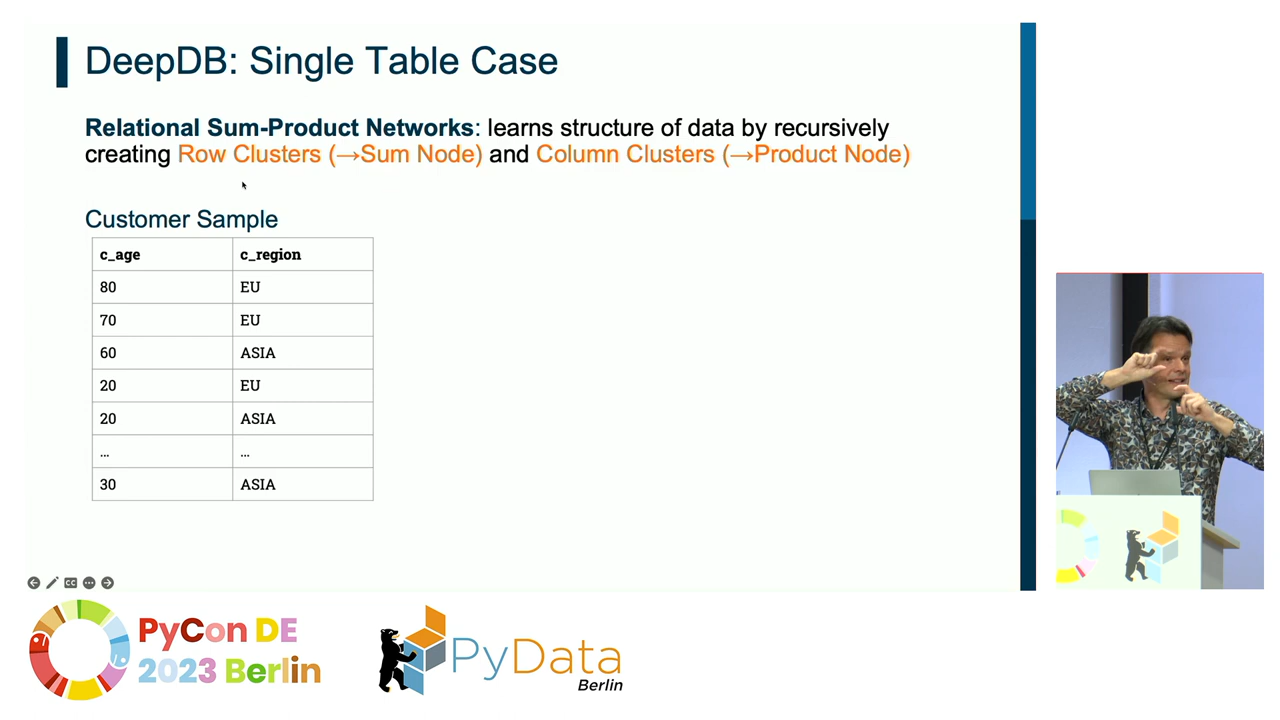 DeepDB: Single Table Case
Relational Sum-Product Networks: learns structure of data by recursively
creating Row Clusters (→Sum Node) and Column Clusters (→Product Node)
Customer Sample
c_age c_region
80 EU
70 EU
60 ASIA
20 EU
20 ASIA
... ...
30 ASIA
CC
PyCon DE
2023 Berlin
PyData
Berlin